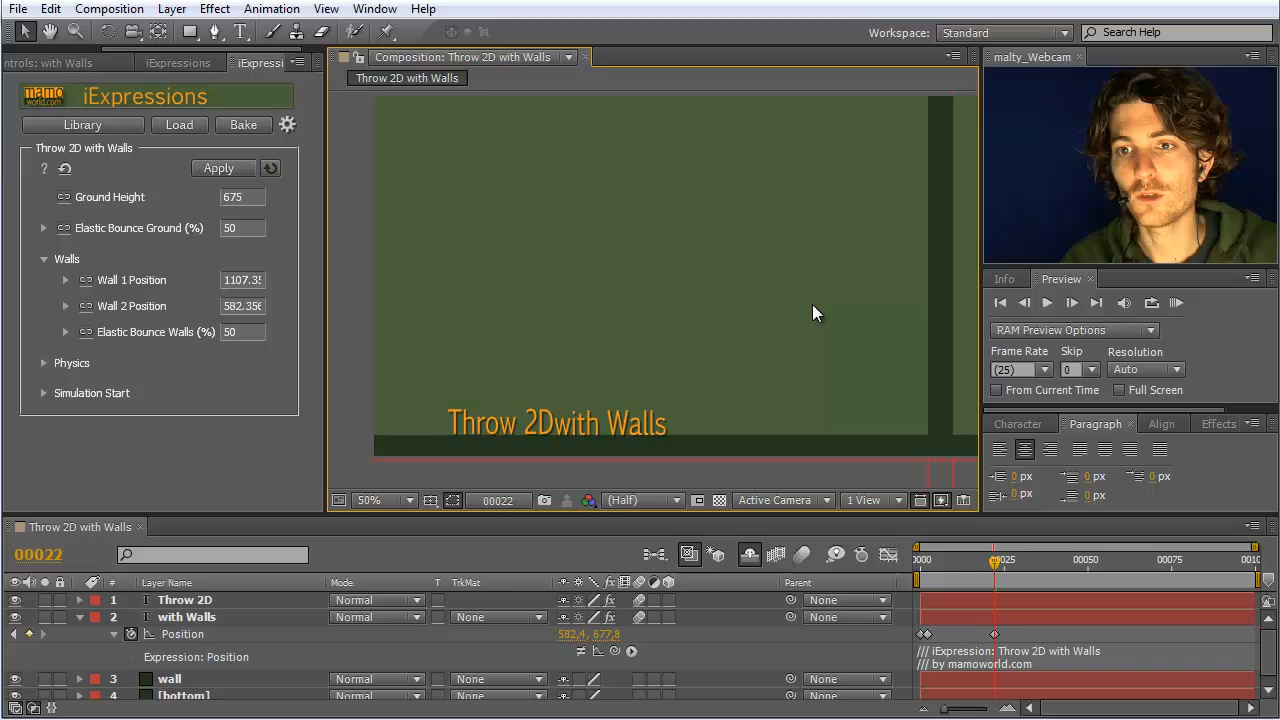 File Edit Composition Layer Effect Animation View Window Help
Workspace: Standard Search Help
ntrols: with Walls iExpressions iExpressi
Composition: Throw 2D with Walls
malty_Webcam
Throw 2D with Walls
mamo world.com iExpressions
Library Load Bake
Throw 2D with Walls
? Apply
Ground Height 675
Elastic Bounce Ground (%) 50
Walls
Wall 1 Position 1107.35
Wall 2 Position 582.356
Elastic Bounce Walls (%) 50
Physics
Simulation Start
Throw 2D with Walls
Info Preview
RAM Preview Options
Frame Rate Skip Resolution
(25) 0 Auto
From Current Time Full Screen
Character Paragraph Align Effects
0 px 0 px 0 px
0 px 0 px
50% 00022 (Half) Active Camera 1 View
Throw 2D with Walls
00022
0000 00025 00050 00075 0010
# Layer Name Mode T TrkMat Parent
1 T Throw 2D Normal None
2 T with Walls Normal None None
Position 582,4, 677,8
Expression: Position
/// iExpression: Throw 2D with Walls
/// by mamoworld.com
3 wall Normal None None
4 [bottom] Normal None None